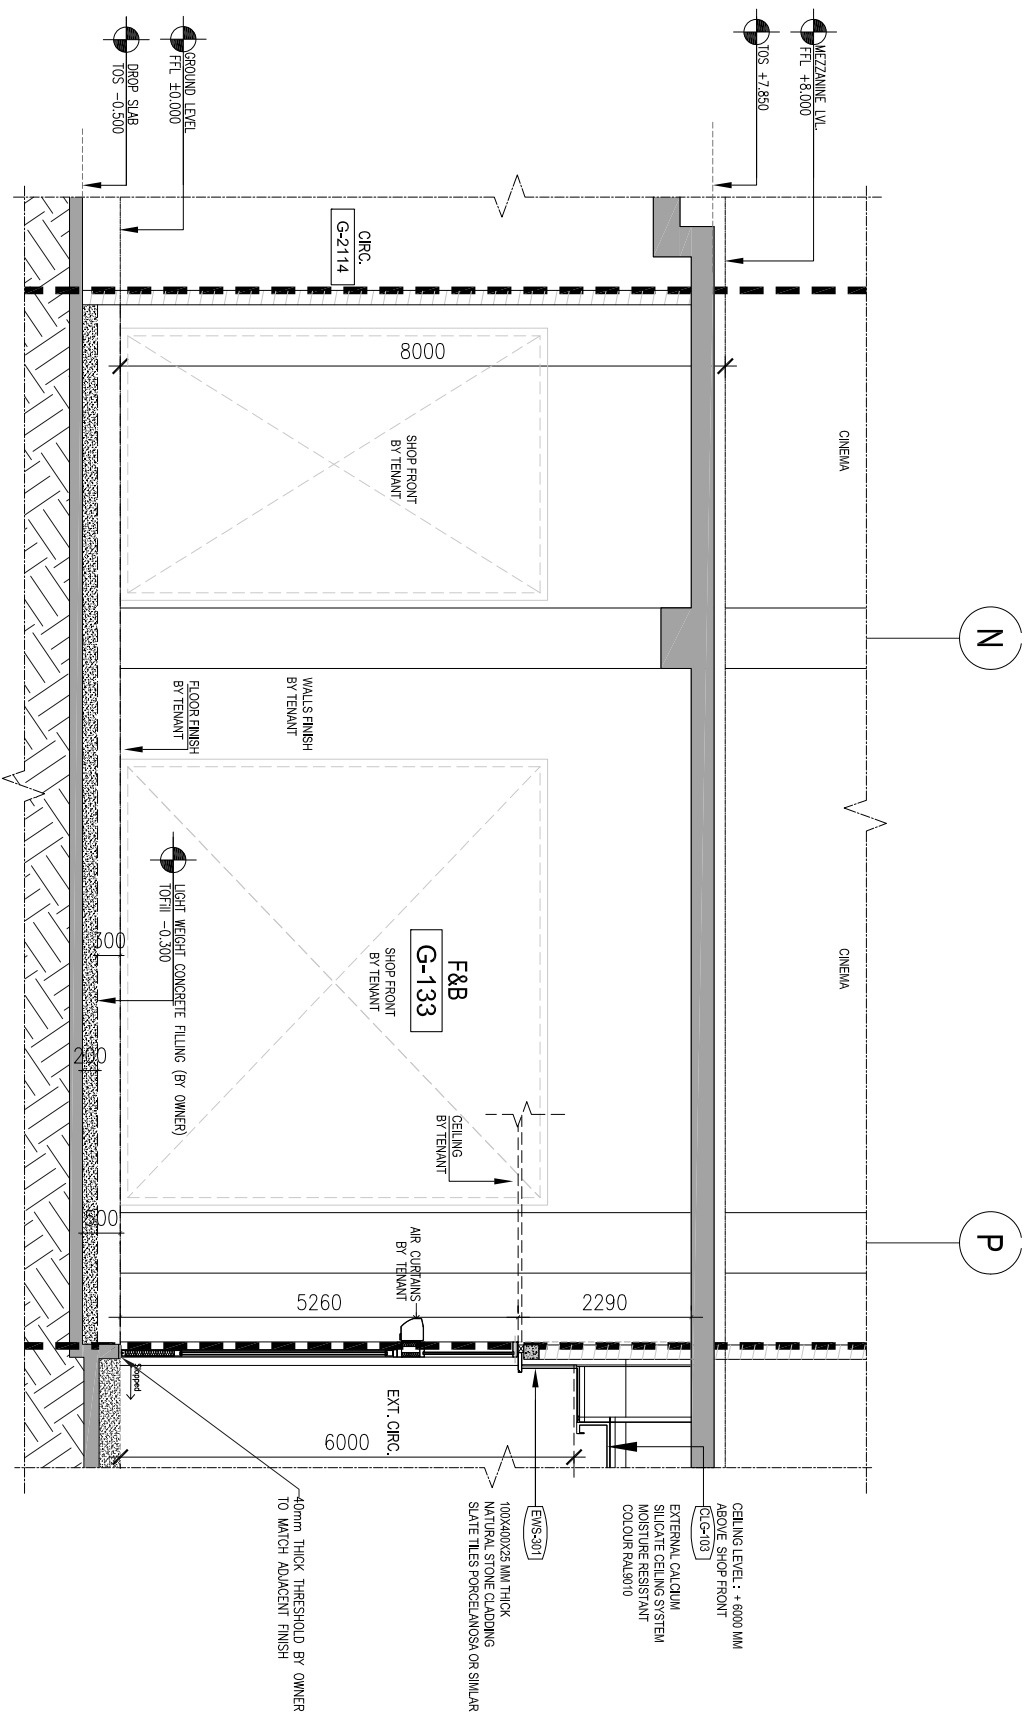 MEZZANINE LVL.
FFL +8.000
TOS +7.850
GROUND LEVEL
FFL ±0.000
DROP SLAB
TOS -0.500
CINEMA
CINEMA
N
P
CIRC.
G-2114
8000
SHOP FRONT
BY TENANT
WALLS FINISH
BY TENANT
FLOOR FINISH
BY TENANT
F&B
G-133
SHOP FRONT
BY TENANT
LIGHT WEIGHT CONCRETE FILLING (BY OWNER)
TOFill -0.300
300
200
500
CEILING
BY TENANT
AIR CURTAINS
BY TENANT
5260
2290
EXT. CIRC.
6000
Slopped
CEILING LEVEL : + 6000 MM
ABOVE SHOP FRONT
CLG-103
EXTERNAL CALCIUM
SILICATE CEILING SYSTEM
MOISTURE RESISTANT
COLOUR RAL9010
EWS-301
100X400X25 MM THICK
NATURAL STONE CLADDING
SLATE TILES PORCELANOSA OR SIMLAR
40mm THICK THRESHOLD BY OWNER
TO MATCH ADJACENT FINISH